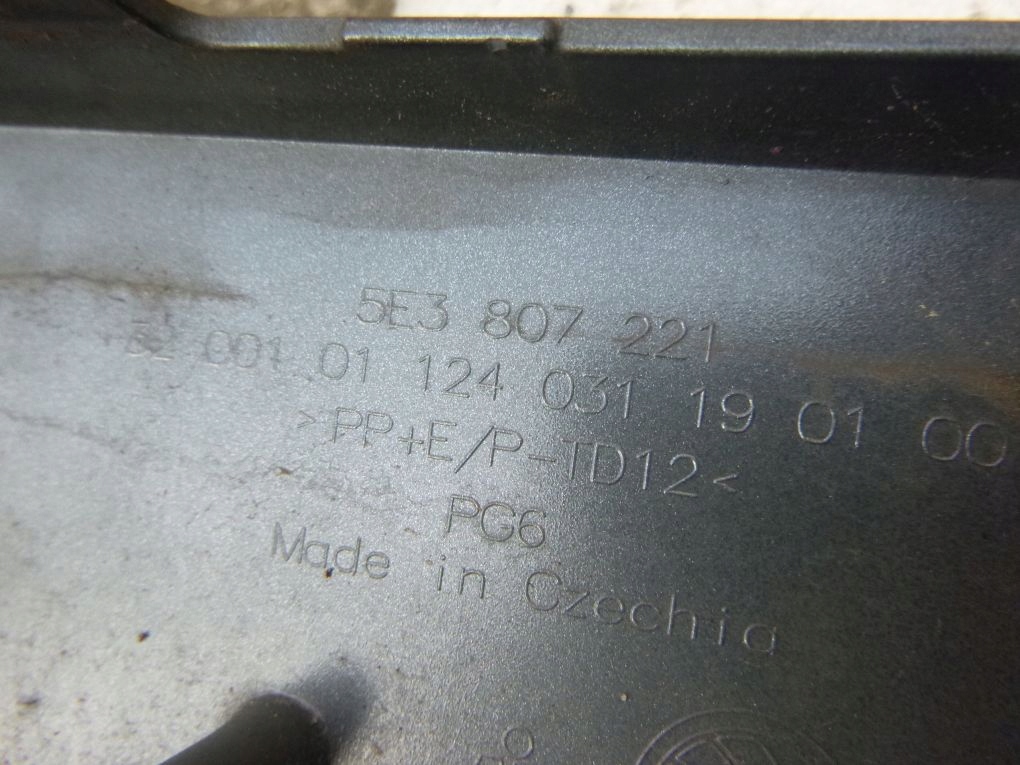 5E3 807 221
001 01 124 031 19 01 00
>PP+E/P-TD12<
PG6
Made in Czechia